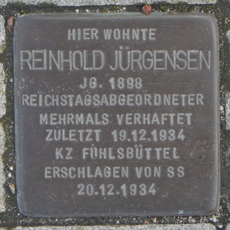 HIER WOHNTE
REINHOLD JÜRGENSEN
JG. 1898
REICHSTAGSABGEORDNETER
MEHRMALS VERHAFTET
ZULETZT 19.12.1934
KZ FUHLSBÜTTEL
ERSCHLAGEN VON SS
20.12.1934